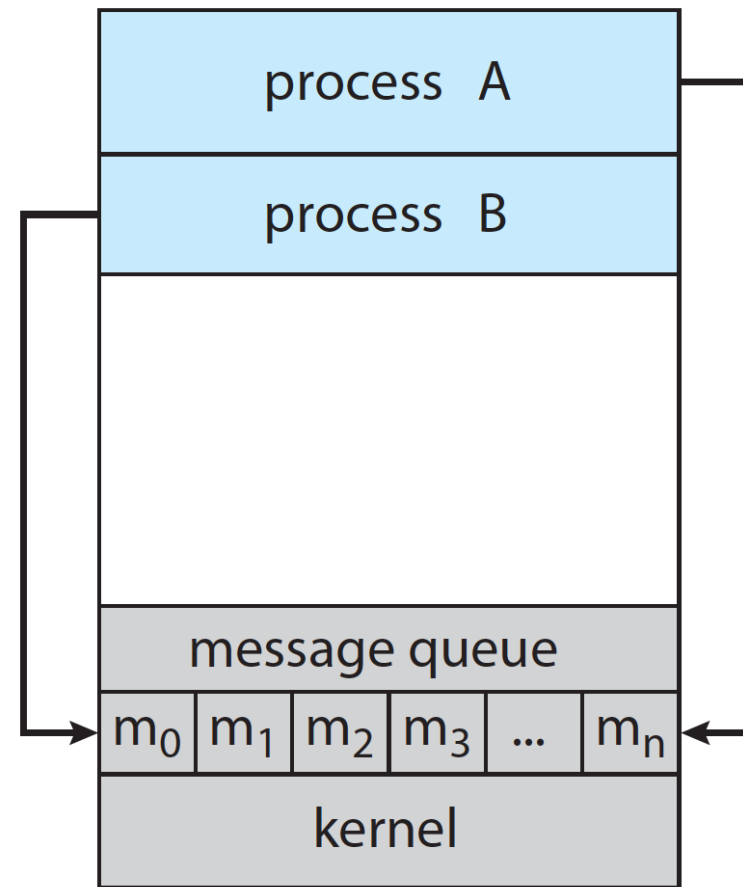 process A
process B
message queue
m₀ m₁ m₂ m₃ ... mₙ
kernel